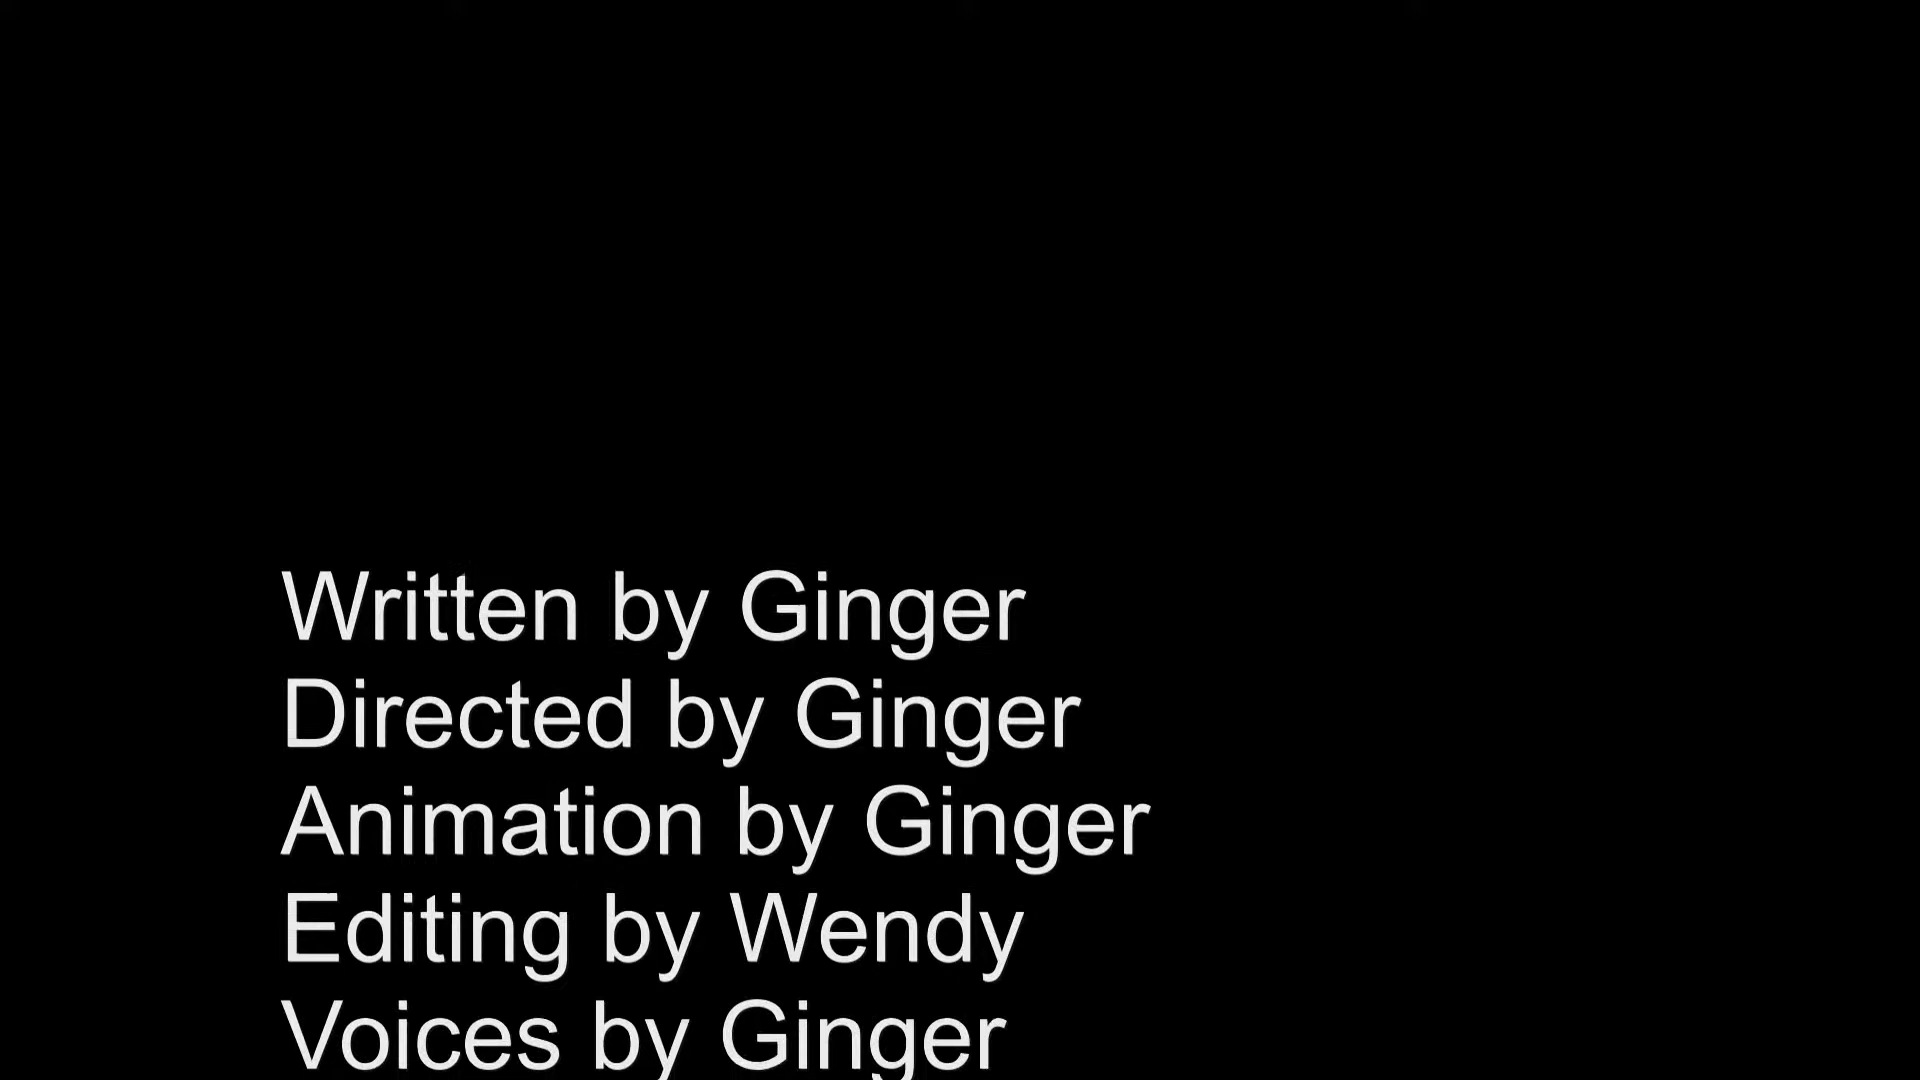 Written by Ginger
Directed by Ginger
Animation by Ginger
Editing by Wendy
Voices by Ginger